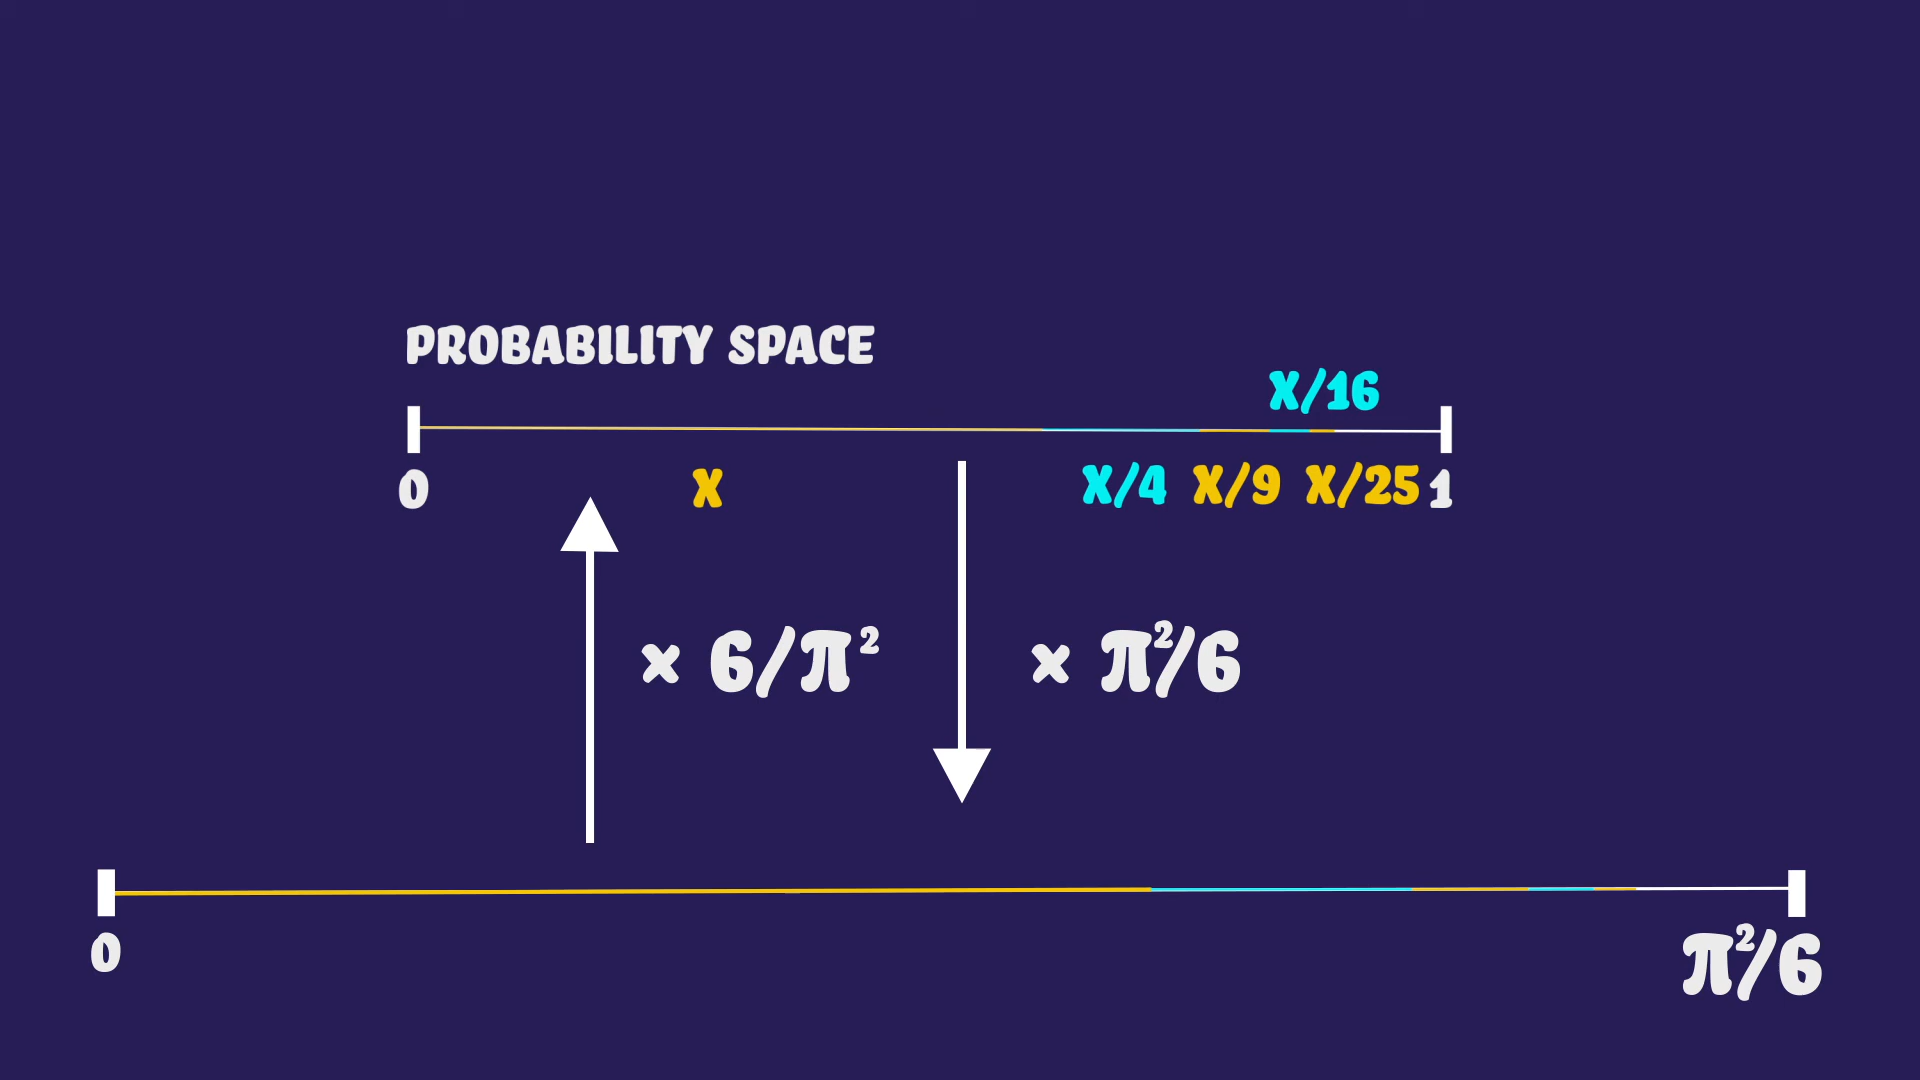 PROBABILITY SPACE
X/16
0 X X/4 X/9 X/25 1
× 6/π² × π²/6
0 π²/6